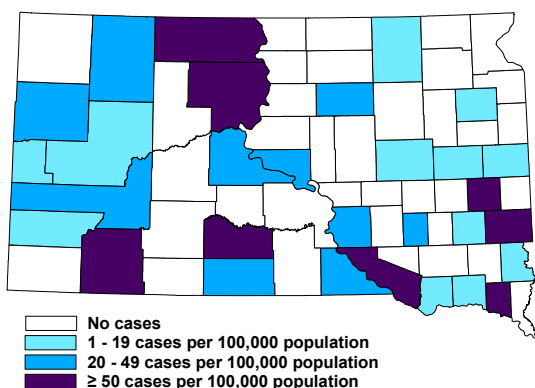 No cases
1 - 19 cases per 100,000 population
20 - 49 cases per 100,000 population
≥ 50 cases per 100,000 population